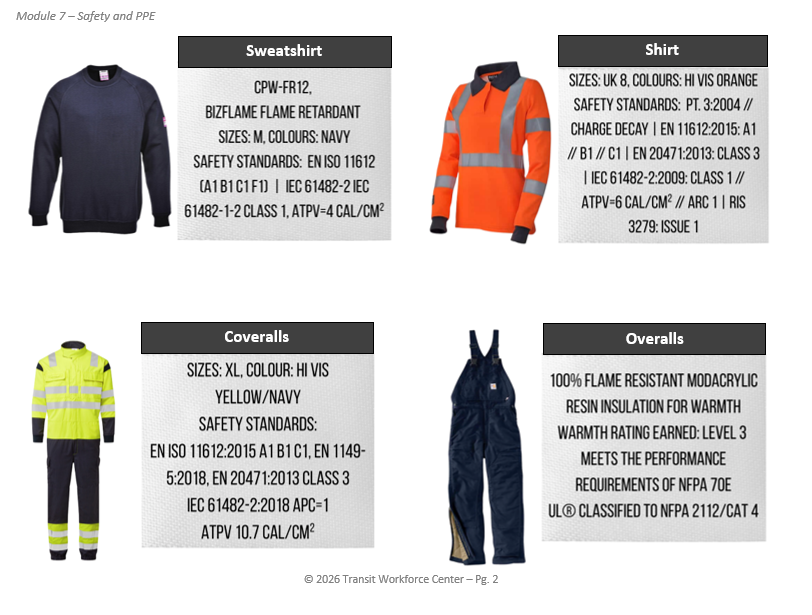 Module 7 – Safety and PPE
Sweatshirt
CPW-FR12,
BIZFLAME FLAME RETARDANT
SIZES: M, COLOURS: NAVY
SAFETY STANDARDS: EN ISO 11612
(A1 B1 C1 F1) | IEC 61482-2 IEC
61482-1-2 CLASS 1, ATPV=4 CAL/CM²
Shirt
SIZES: UK 8, COLOURS: HI VIS ORANGE
SAFETY STANDARDS: PT. 3:2004 //
CHARGE DECAY | EN 11612:2015: A1
// B1 // C1 | EN 20471:2013: CLASS 3
| IEC 61482-2:2009: CLASS 1 //
ATPV=6 CAL/CM² // ARC 1 | RIS
3279: ISSUE 1
Coveralls
SIZES: XL, COLOUR: HI VIS
YELLOW/NAVY
SAFETY STANDARDS:
EN ISO 11612:2015 A1 B1 C1, EN 1149-
5:2018, EN 20471:2013 CLASS 3
IEC 61482-2:2018 APC=1
ATPV 10.7 CAL/CM²
Overalls
100% FLAME RESISTANT MODACRYLIC
RESIN INSULATION FOR WARMTH
WARMTH RATING EARNED: LEVEL 3
MEETS THE PERFORMANCE
REQUIREMENTS OF NFPA 70E
UL® CLASSIFIED TO NFPA 2112/CAT 4
© 2026 Transit Workforce Center – Pg. 2